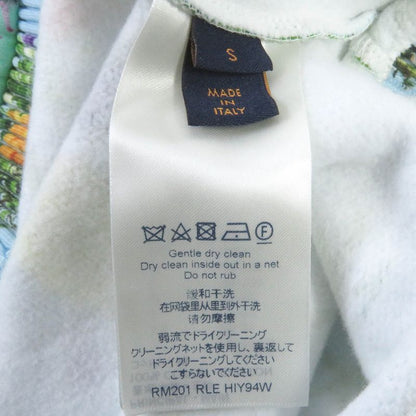 S
MADE
IN
ITALY
Gentle dry clean
Dry clean inside out in a net
Do not rub
缓和干洗
在网袋里从里到外干洗
请勿摩擦
弱流でドライクリーニング
クリーニングネットを使用し、裏返して
ドライクリーニングしてください
こすらないでください
RM201 RLE HIY94W